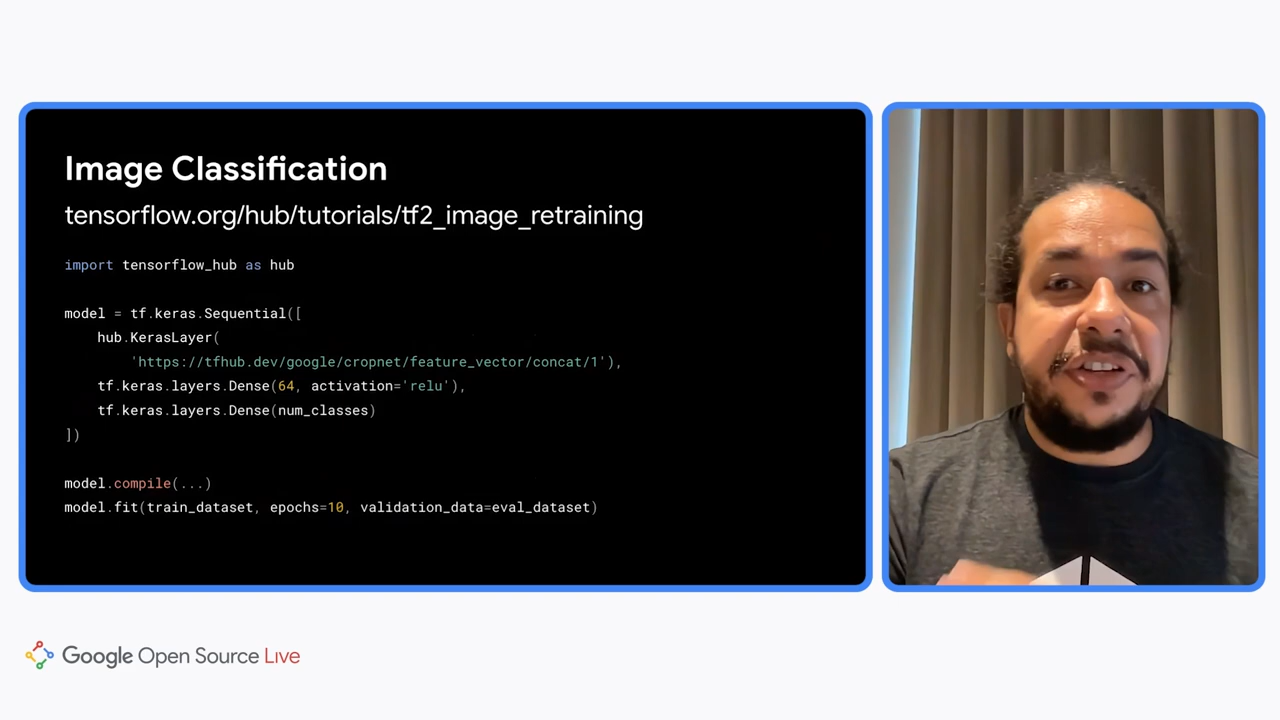 Image Classification
tensorflow.org/hub/tutorials/tf2_image_retraining
import tensorflow_hub as hub
model = tf.keras.Sequential([
    hub.KerasLayer(
        'https://tfhub.dev/google/cropnet/feature_vector/concat/1'),
    tf.keras.layers.Dense(64, activation='relu'),
    tf.keras.layers.Dense(num_classes)
])
model.compile(...)
model.fit(train_dataset, epochs=10, validation_data=eval_dataset)
Google Open Source Live